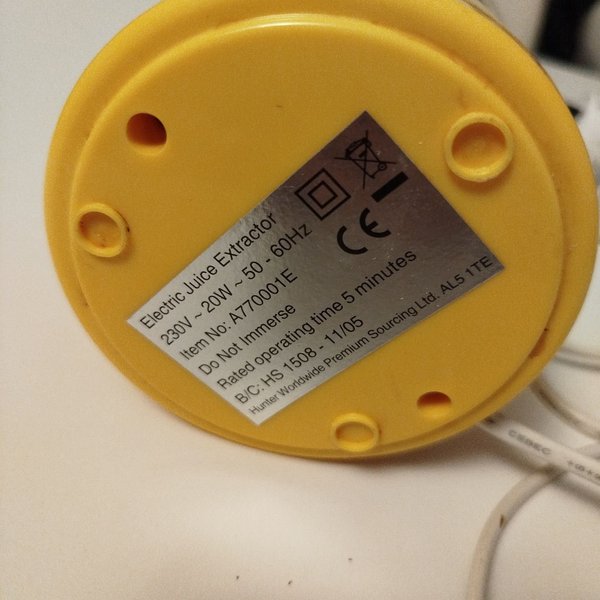 Electric Juice Extractor
230V ~ 20W ~ 50 - 60Hz
Item No: A770001E
Do Not Immerse
Rated operating time 5 minutes
B/C: HS 1508 - 11/05
Hunter Worldwide Premium Sourcing Ltd. AL5 1TE
CE